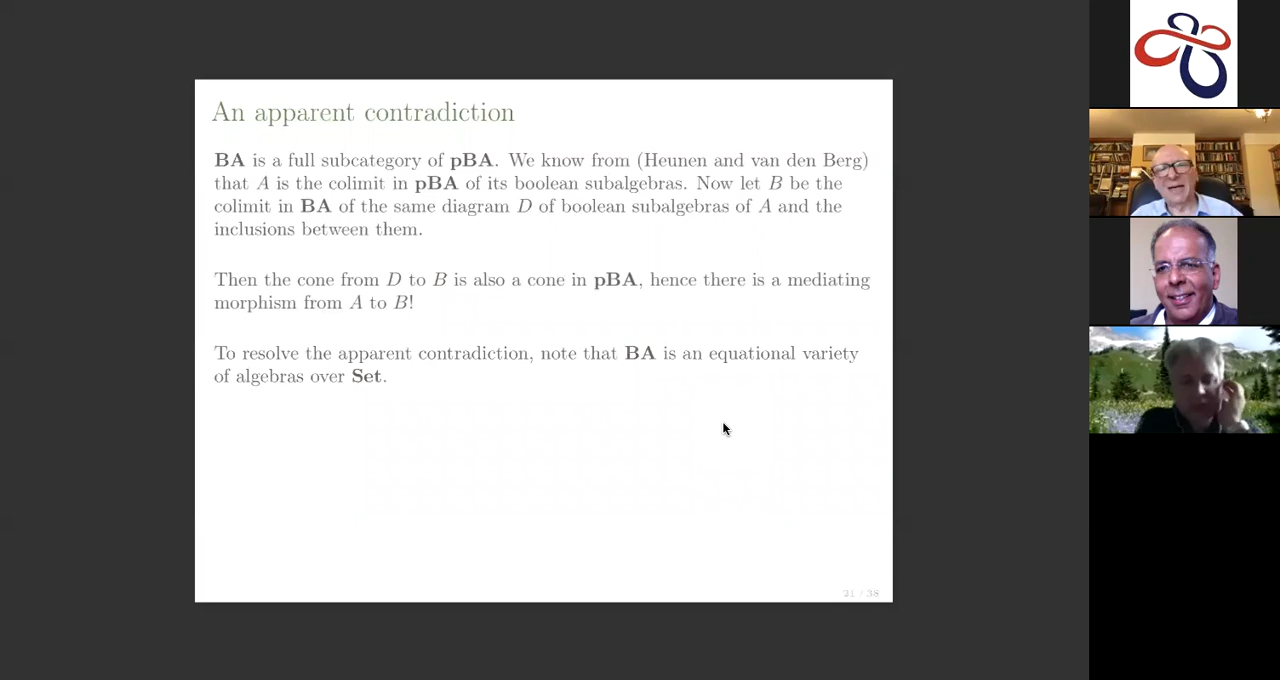 An apparent contradiction
BA is a full subcategory of pBA. We know from (Heunen and van den Berg)
that A is the colimit in pBA of its boolean subalgebras. Now let B be the
colimit in BA of the same diagram D of boolean subalgebras of A and the
inclusions between them.
Then the cone from D to B is also a cone in pBA, hence there is a mediating
morphism from A to B!
To resolve the apparent contradiction, note that BA is an equational variety
of algebras over Set.
21 / 38